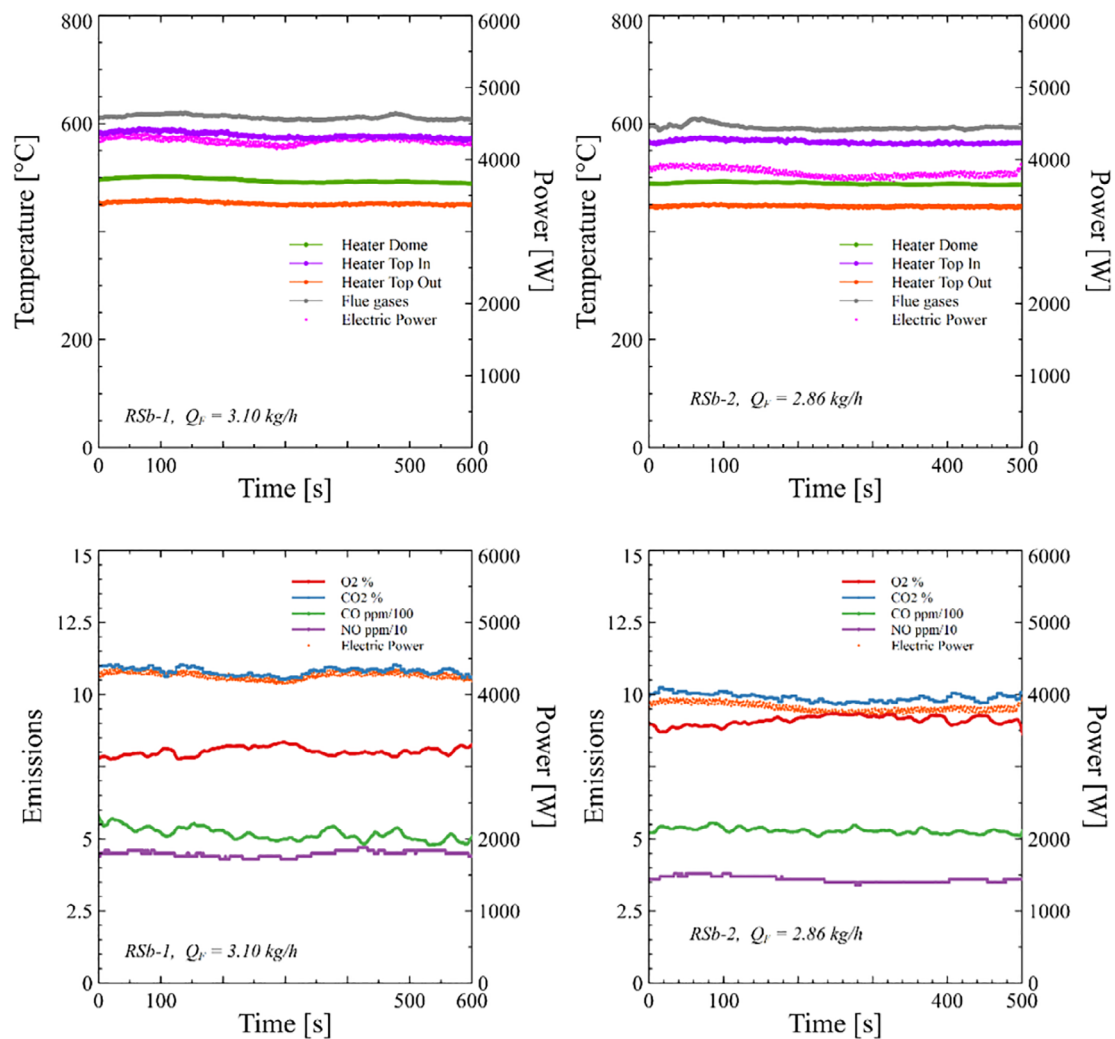 800
600
200
0
Temperature [°C]
6000
5000
4000
2000
1000
0
Power [W]
Heater Dome
Heater Top In
Heater Top Out
Flue gases
Electric Power
RSb-1, Q_F = 3.10 kg/h
0 100 500 600
Time [s]
800
600
200
0
Temperature [°C]
6000
5000
4000
2000
1000
0
Power [W]
Heater Dome
Heater Top In
Heater Top Out
Flue gases
Electric Power
RSb-2, Q_F = 2.86 kg/h
0 100 400 500
Time [s]
15
12.5
10
5
2.5
0
Emissions
6000
5000
4000
2000
1000
0
Power [W]
O2 %
CO2 %
CO ppm/100
NO ppm/10
Electric Power
RSb-1, Q_F = 3.10 kg/h
0 100 500 600
Time [s]
15
12.5
10
5
2.5
0
Emissions
6000
5000
4000
2000
1000
0
Power [W]
O2 %
CO2 %
CO ppm/100
NO ppm/10
Electric Power
RSb-2, Q_F = 2.86 kg/h
0 100 400 500
Time [s]